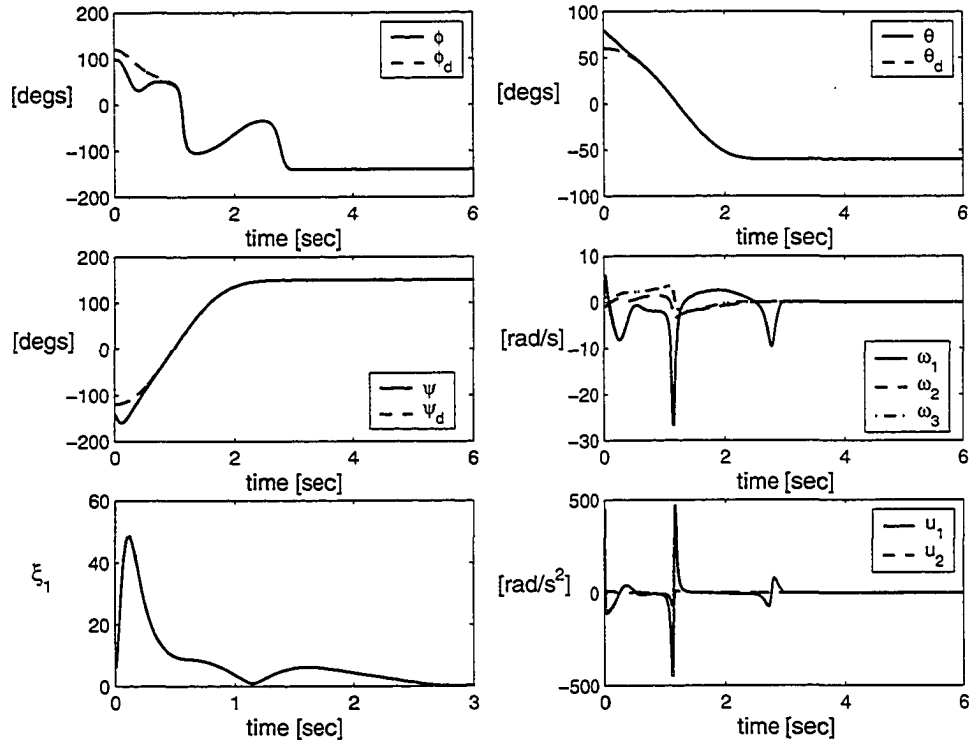 200
100
0
−100
−200
[degs]
ϕ
ϕ_d
0 2 4 6
time [sec]
100
50
0
−50
−100
[degs]
θ
θ_d
0 2 4 6
time [sec]
200
100
0
−100
−200
[degs]
ψ
ψ_d
0 2 4 6
time [sec]
10
0
−10
−20
−30
[rad/s]
ω_1
ω_2
ω_3
0 2 4 6
time [sec]
60
40
20
0
ξ_1
0 1 2 3
time [sec]
500
0
−500
[rad/s^2]
u_1
u_2
0 2 4 6
time [sec]